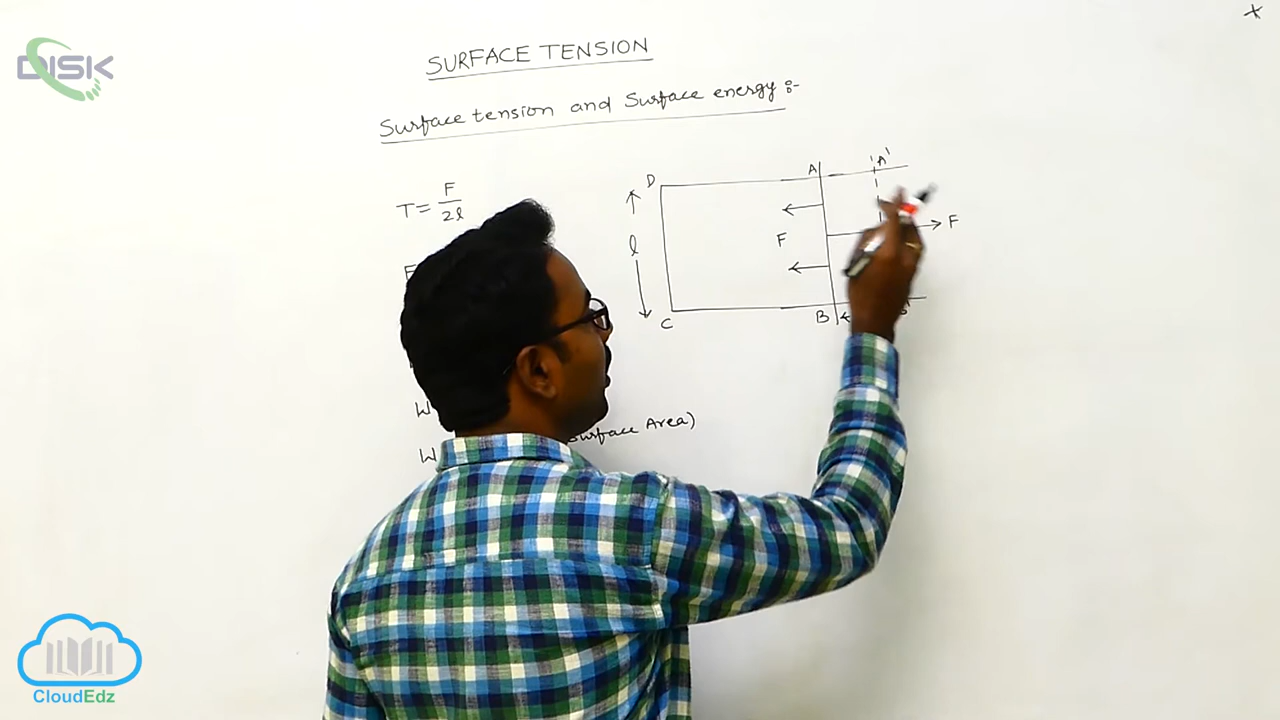 DISK
SURFACE TENSION
Surface tension and Surface energy :-
T = F/2l
D A A'
l F F
C B
F
W
Surface Area)
W
CloudEdz